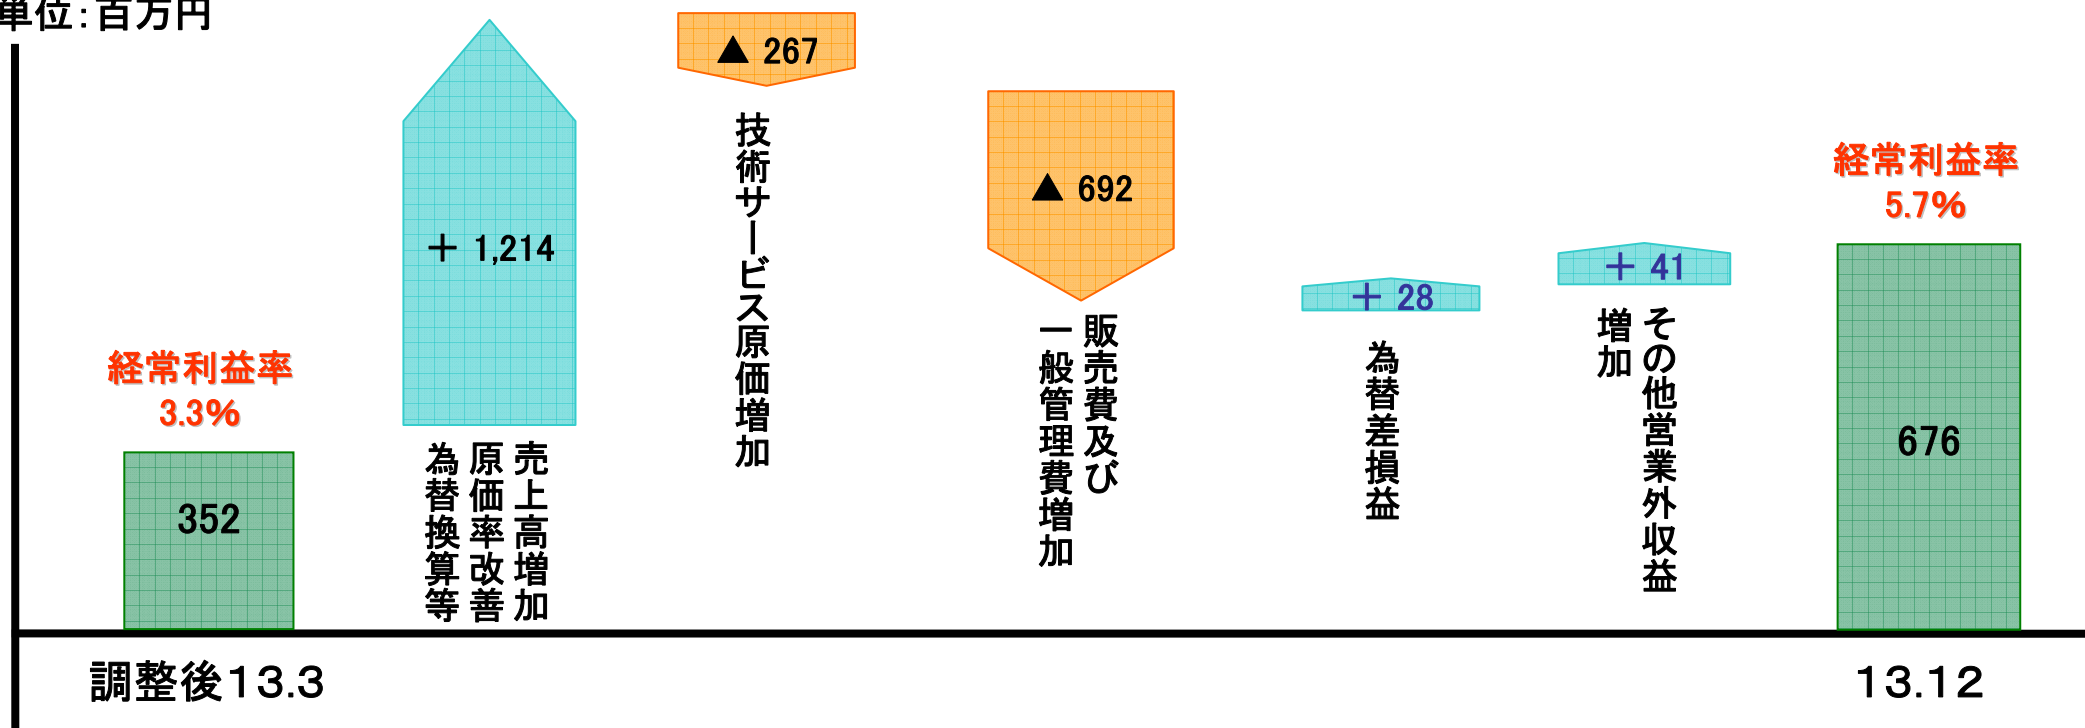 単位：百万円
経常利益率
3.3%
352
＋ 1,214
売上高増加
原価率改善
為替換算等
▲ 267
技術サービス原価増加
▲ 692
販売費及び
一般管理費増加
＋ 28
為替差損益
＋ 41
その他営業外収益
増加
経常利益率
5.7%
676
調整後13.3
13.12